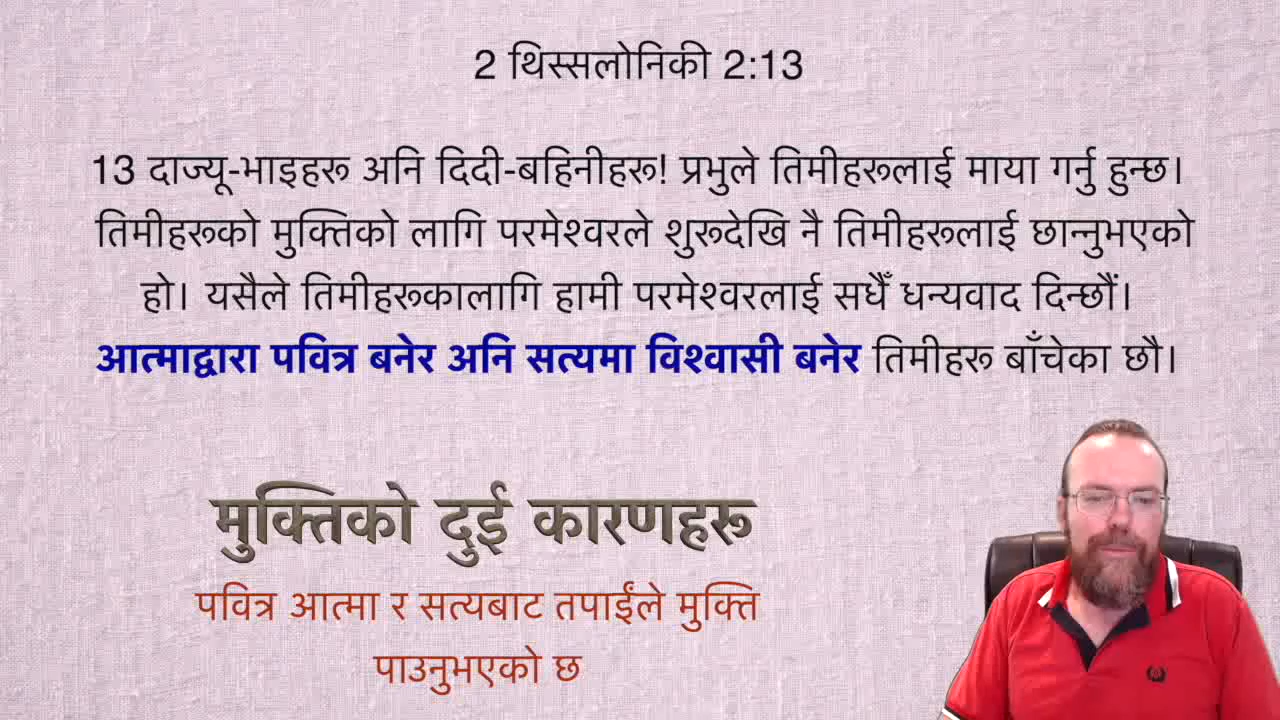 2 थिस्सलोनिकी 2:13
13 दाज्यू-भाइहरू अनि दिदी-बहिनीहरू! प्रभुले तिमीहरूलाई माया गर्नु हुन्छ।
तिमीहरूको मुक्तिको लागि परमेश्वरले शुरूदेखि नै तिमीहरूलाई छान्नुभएको
हो। यसैले तिमीहरूकालागि हामी परमेश्वरलाई सधैँ धन्यवाद दिन्छौं।
आत्माद्वारा पवित्र बनेर अनि सत्यमा विश्वासी बनेर तिमीहरू बाँचेका छौ।
मुक्तिको दुई कारणहरू
पवित्र आत्मा र सत्यबाट तपाईंले मुक्ति
पाउनुभएको छ